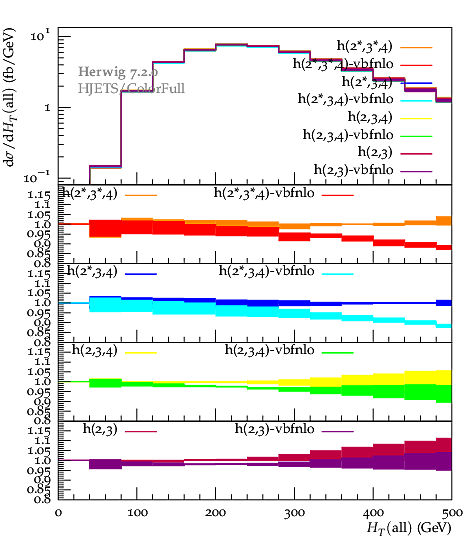 dσ/dH_T(all) (fb/GeV)
10^1
1
10^−1
Herwig 7.2.0
HJETS/ColorFull
h(2*,3*,4)
h(2*,3*,4)-vbfnlo
h(2*,3,4)
h(2*,3,4)-vbfnlo
h(2,3,4)
h(2,3,4)-vbfnlo
h(2,3)
h(2,3)-vbfnlo
h(2*,3*,4) h(2*,3*,4)-vbfnlo
1.15
1.1
1.05
1.0
0.95
0.9
0.85
0.8
h(2*,3,4) h(2*,3,4)-vbfnlo
1.15
1.1
1.05
1.0
0.95
0.9
0.85
0.8
h(2,3,4) h(2,3,4)-vbfnlo
1.15
1.1
1.05
1.0
0.95
0.9
0.85
0.8
h(2,3) h(2,3)-vbfnlo
1.15
1.1
1.05
1.0
0.95
0.9
0.85
0.8
0 100 200 300 400 500
H_T(all) (GeV)